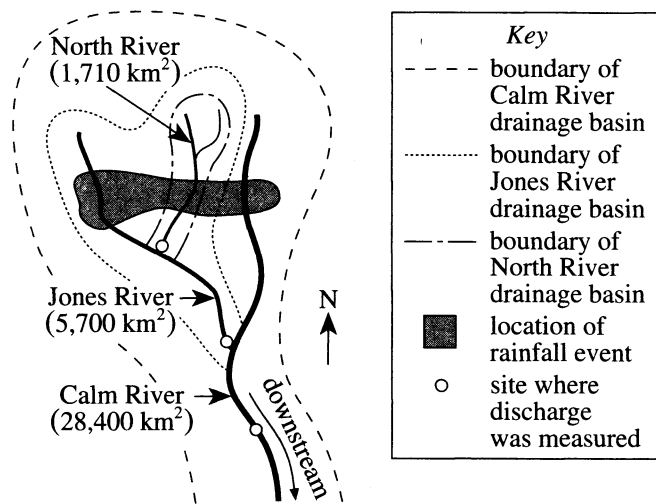 North River
(1,710 km²)
Jones River
(5,700 km²)
Calm River
(28,400 km²)
N
downstream
Key
boundary of
Calm River
drainage basin
boundary of
Jones River
drainage basin
boundary of
North River
drainage basin
location of
rainfall event
site where
discharge
was measured